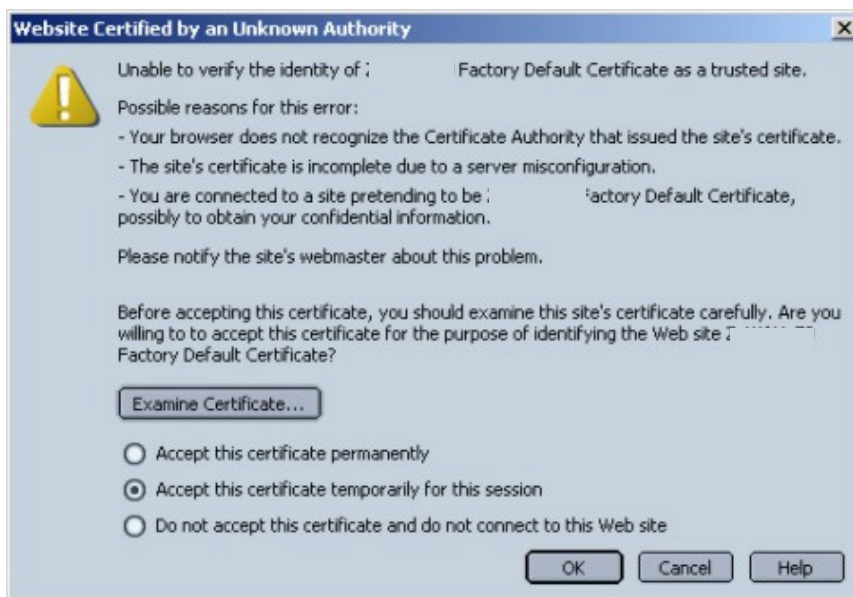 Website Certified by an Unknown Authority
Unable to verify the identity of Factory Default Certificate as a trusted site.
Possible reasons for this error:
- Your browser does not recognize the Certificate Authority that issued the site's certificate.
- The site's certificate is incomplete due to a server misconfiguration.
- You are connected to a site pretending to be Factory Default Certificate,
possibly to obtain your confidential information.
Please notify the site's webmaster about this problem.
Before accepting this certificate, you should examine this site's certificate carefully. Are you
willing to to accept this certificate for the purpose of identifying the Web site
Factory Default Certificate?
Examine Certificate...
Accept this certificate permanently
Accept this certificate temporarily for this session
Do not accept this certificate and do not connect to this Web site
OK Cancel Help